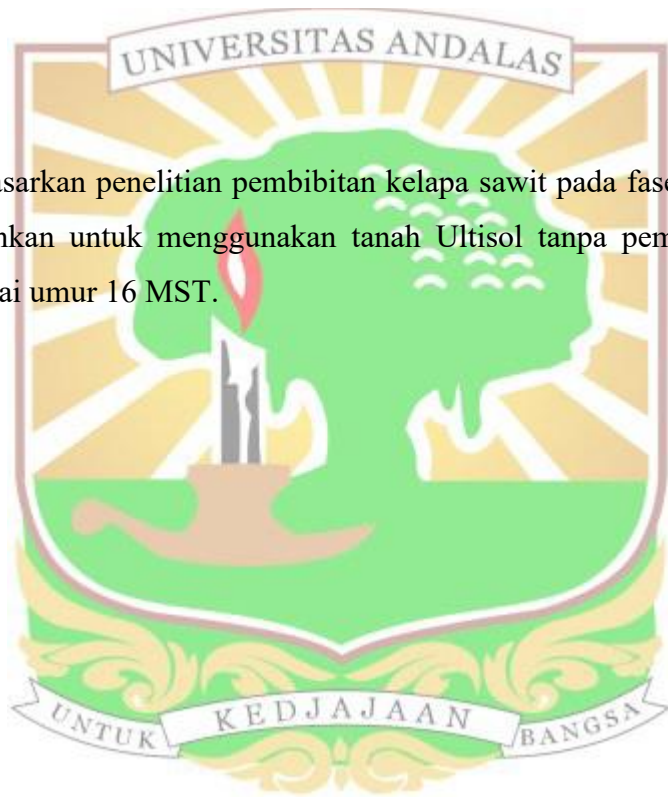 UNIVERSITAS ANDALAS
asarkan penelitian pembibitan kelapa sawit pada fase
nkan untuk menggunakan tanah Ultisol tanpa pem
ai umur 16 MST.
UNTUK KEDJAJAAN BANGSA